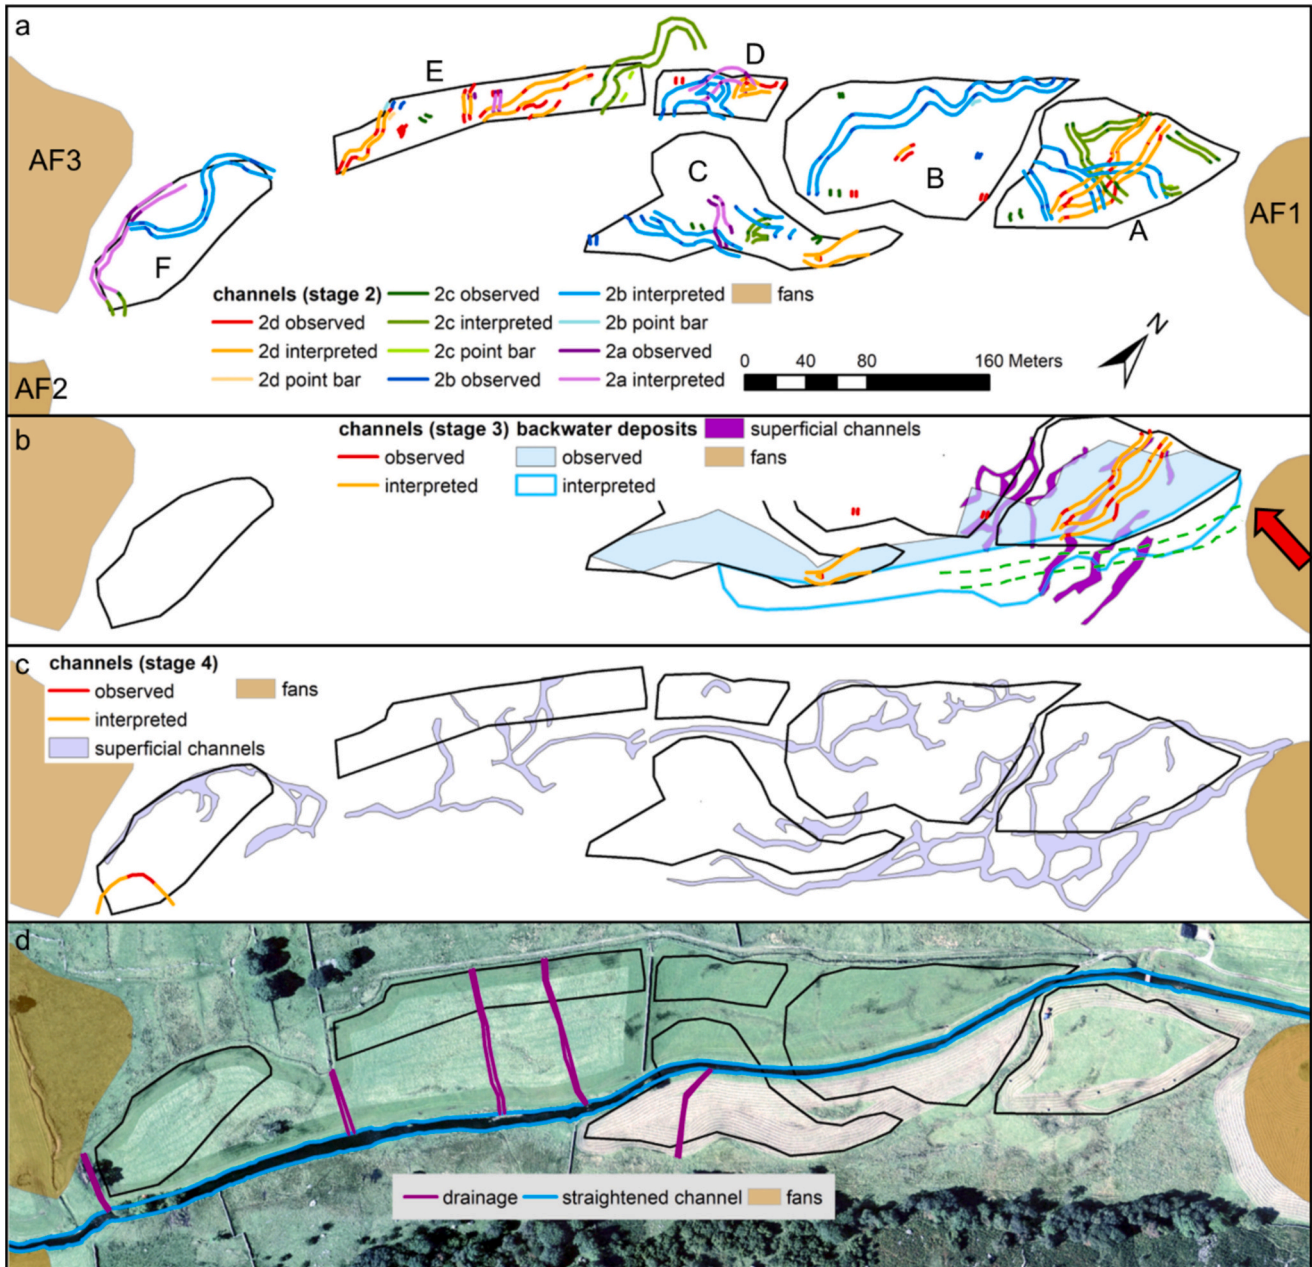 a
E
D
AF3
C
B
AF1
A
F
N
channels (stage 2)
2c observed
2b interpreted
fans
2d observed
2c interpreted
2b point bar
2d interpreted
2c point bar
2a observed
2d point bar
2b observed
2a interpreted
0 40 80 160 Meters
AF2
b
channels (stage 3) backwater deposits
superficial channels
observed
observed
fans
interpreted
interpreted
c
channels (stage 4)
observed
fans
interpreted
superficial channels
d
drainage
straightened channel
fans